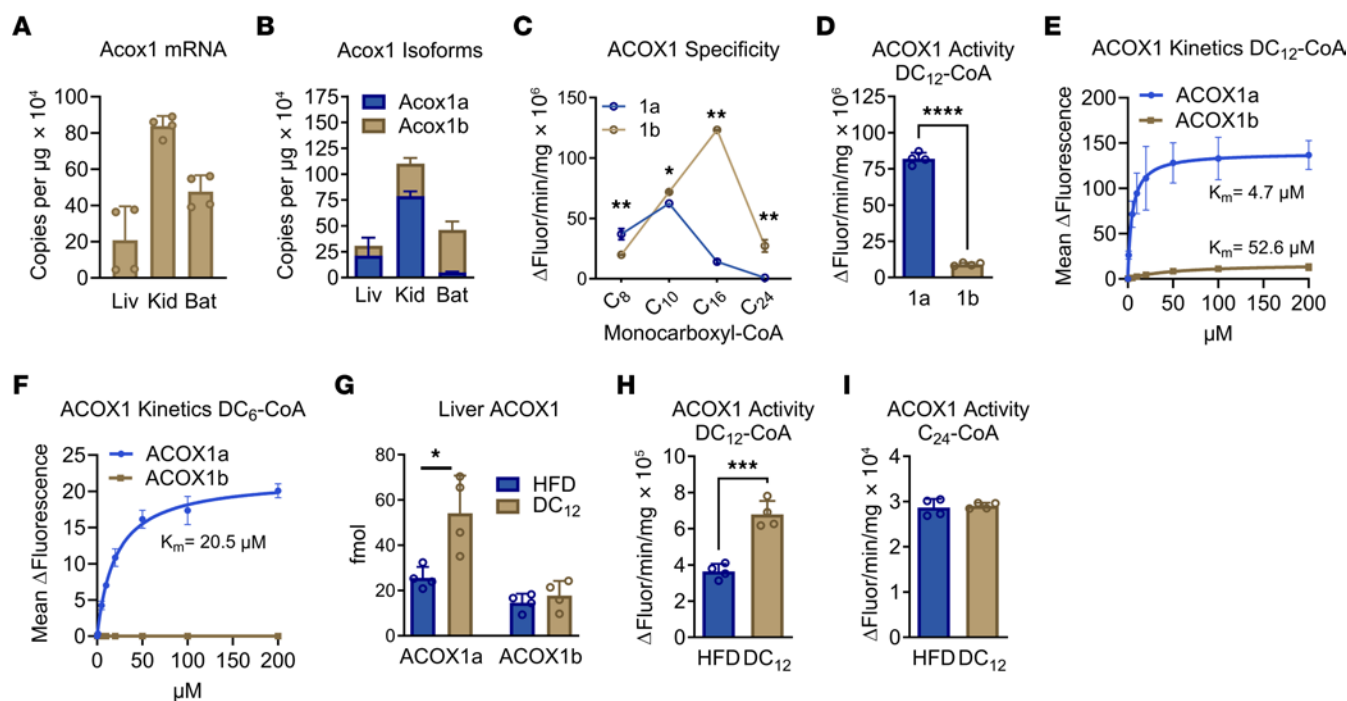 A
Acox1 mRNA
Copies per µg × 10⁴
100
80
60
40
20
0
Liv Kid Bat
B
Acox1 Isoforms
Copies per µg × 10⁴
175
150
125
100
75
50
25
0
Acox1a
Acox1b
Liv Kid Bat
C
ACOX1 Specificity
ΔFluor/min/mg × 10⁶
150
100
50
0
1a
1b
**
*
**
**
C₈ C₁₀ C₁₆ C₂₄
Monocarboxyl-CoA
D
ACOX1 Activity
DC₁₂-CoA
ΔFluor/min/mg × 10⁶
125
100
75
50
25
0
****
1a 1b
E
ACOX1 Kinetics DC₁₂-CoA
Mean ΔFluorescence
200
150
100
50
0
ACOX1a
ACOX1b
Kₘ= 4.7 µM
Kₘ= 52.6 µM
0 50 100 150 200
µM
F
ACOX1 Kinetics DC₆-CoA
Mean ΔFluorescence
25
20
15
10
5
0
ACOX1a
ACOX1b
Kₘ= 20.5 µM
0 50 100 150 200
µM
G
Liver ACOX1
fmol
80
60
40
20
0
*
HFD
DC₁₂
ACOX1a ACOX1b
H
ACOX1 Activity
DC₁₂-CoA
ΔFluor/min/mg × 10⁵
10
8
6
4
2
0
***
HFD DC₁₂
I
ACOX1 Activity
C₂₄-CoA
ΔFluor/min/mg × 10⁴
4
3
2
1
0
HFD DC₁₂